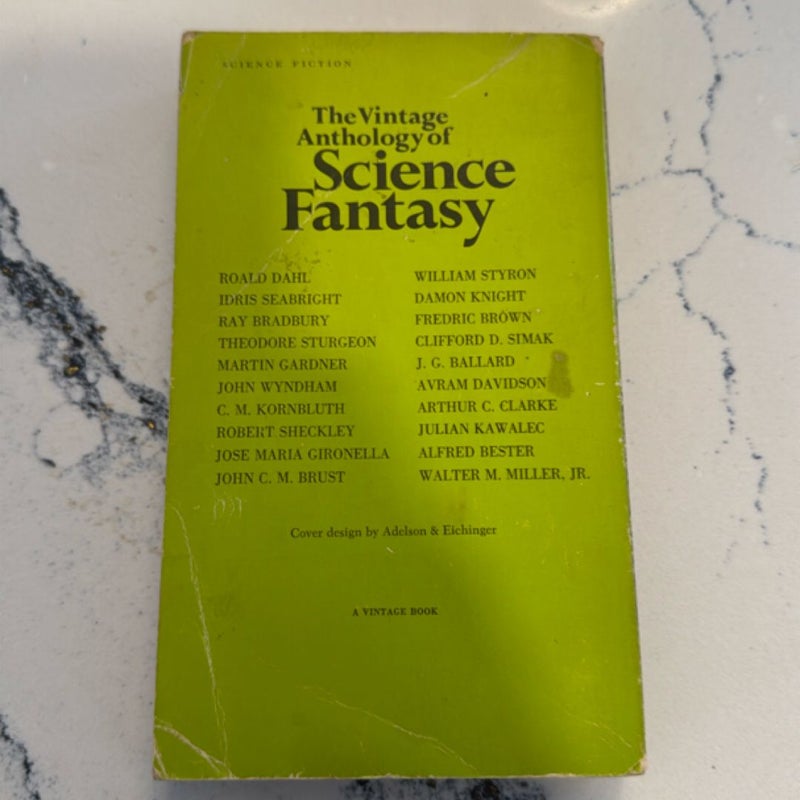 SCIENCE FICTION
The Vintage
Anthology of
Science
Fantasy
ROALD DAHL
IDRIS SEABRIGHT
RAY BRADBURY
THEODORE STURGEON
MARTIN GARDNER
JOHN WYNDHAM
C. M. KORNBLUTH
ROBERT SHECKLEY
JOSE MARIA GIRONELLA
JOHN C. M. BRUST
WILLIAM STYRON
DAMON KNIGHT
FREDRIC BROWN
CLIFFORD D. SIMAK
J. G. BALLARD
AVRAM DAVIDSON
ARTHUR C. CLARKE
JULIAN KAWALEC
ALFRED BESTER
WALTER M. MILLER, JR.
Cover design by Adelson & Eichinger
A VINTAGE BOOK